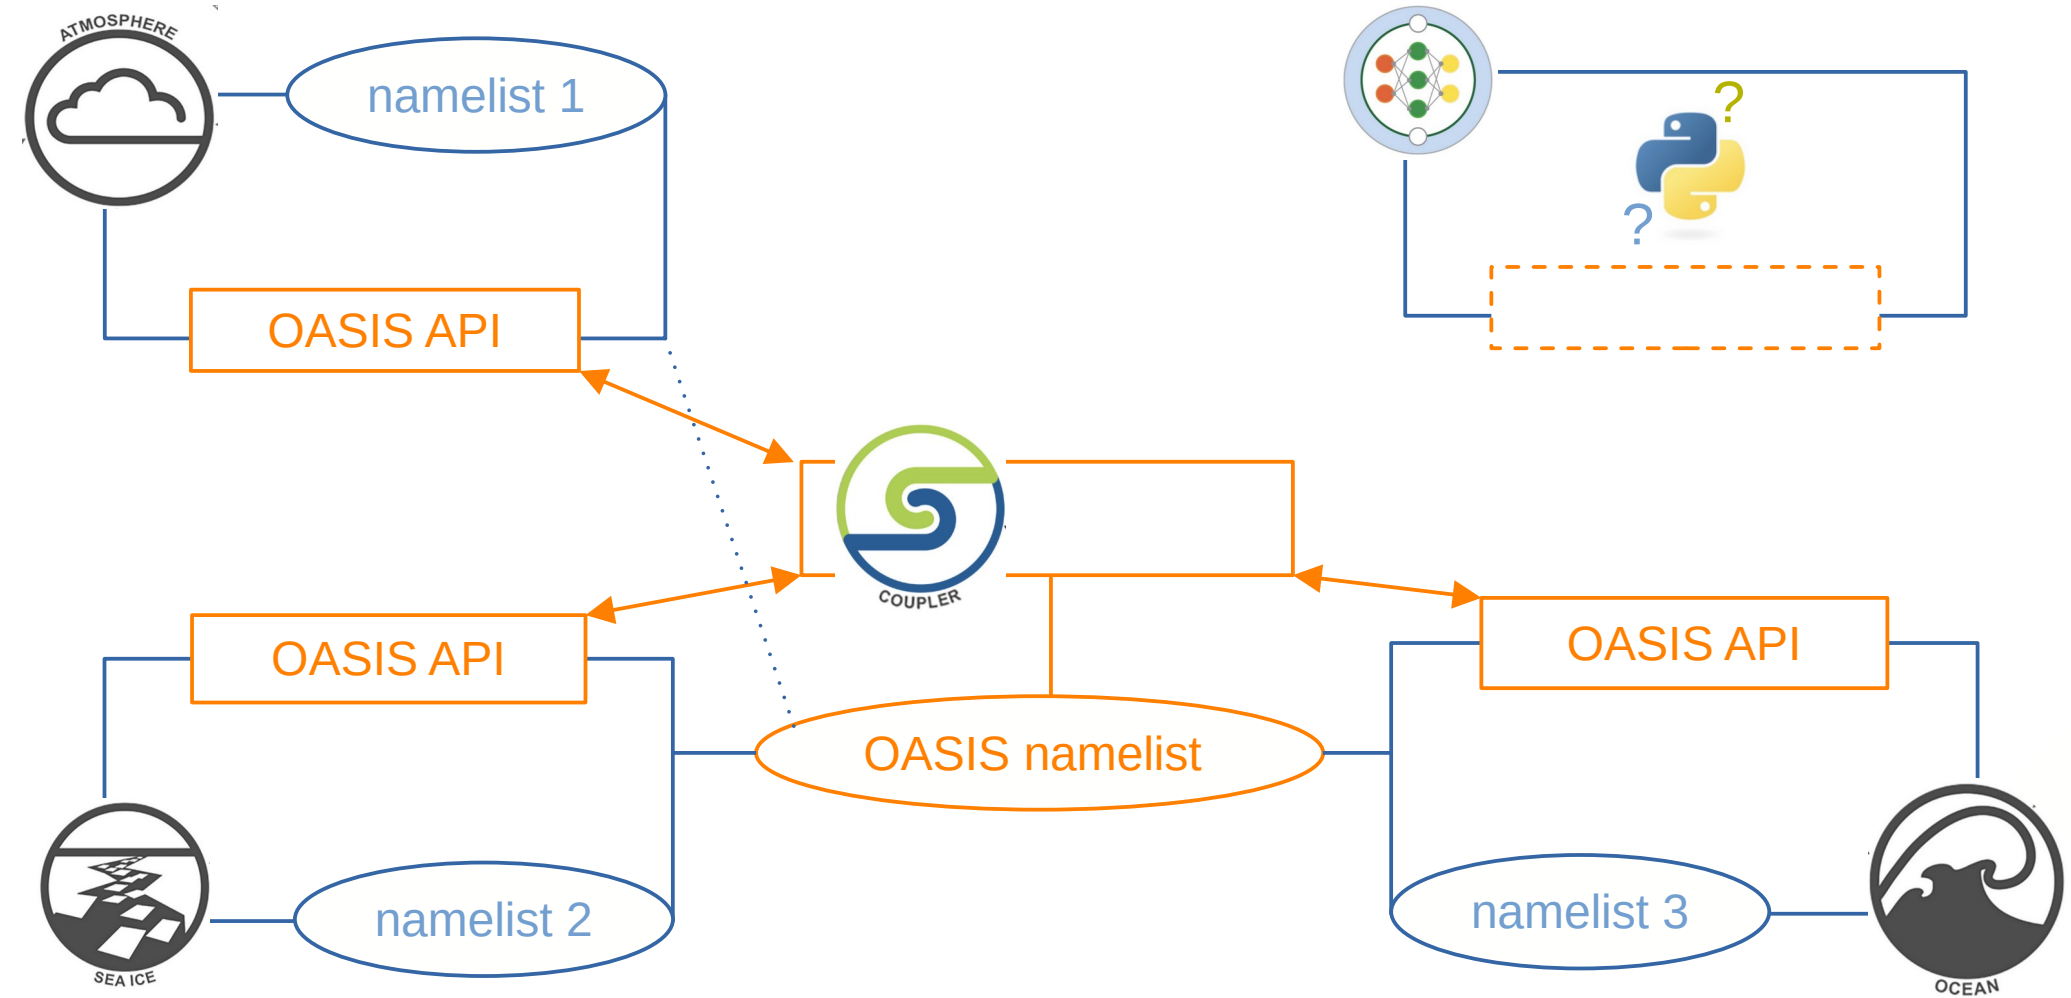 ATMOSPHERE
namelist 1
?
?
OASIS API
COUPLER
OASIS API
OASIS API
OASIS namelist
namelist 2
namelist 3
SEA ICE
OCEAN